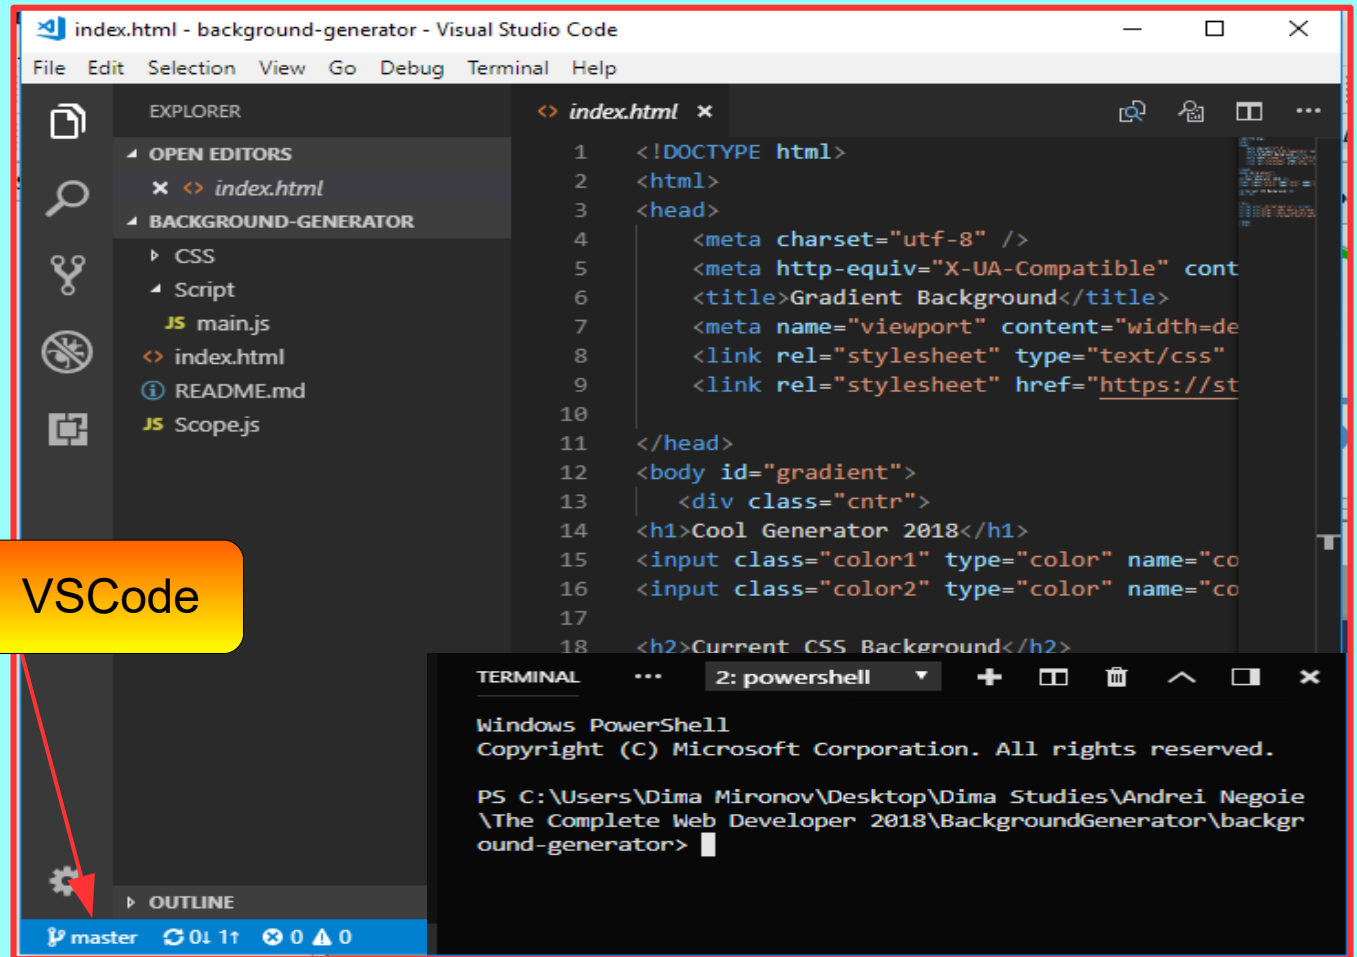 index.html - background-generator - Visual Studio Code
File Edit Selection View Go Debug Terminal Help
EXPLORER
OPEN EDITORS
index.html
BACKGROUND-GENERATOR
CSS
Script
JS main.js
index.html
README.md
JS Scope.js
OUTLINE
index.html
1 <!DOCTYPE html>
2 <html>
3 <head>
4 <meta charset="utf-8" />
5 <meta http-equiv="X-UA-Compatible" cont
6 <title>Gradient Background</title>
7 <meta name="viewport" content="width=de
8 <link rel="stylesheet" type="text/css"
9 <link rel="stylesheet" href="https://st
10
11 </head>
12 <body id="gradient">
13 <div class="cntr">
14 <h1>Cool Generator 2018</h1>
15 <input class="color1" type="color" name="co
16 <input class="color2" type="color" name="co
17
18 <h2>Current CSS Background</h2>
VSCode
TERMINAL ••• 2: powershell
Windows PowerShell
Copyright (C) Microsoft Corporation. All rights reserved.
PS C:\Users\Dima Mironov\Desktop\Dima Studies\Andrei Negoie
\The Complete Web Developer 2018\BackgroundGenerator\backgr
ound-generator>
master 0↓ 1↑ 0 0